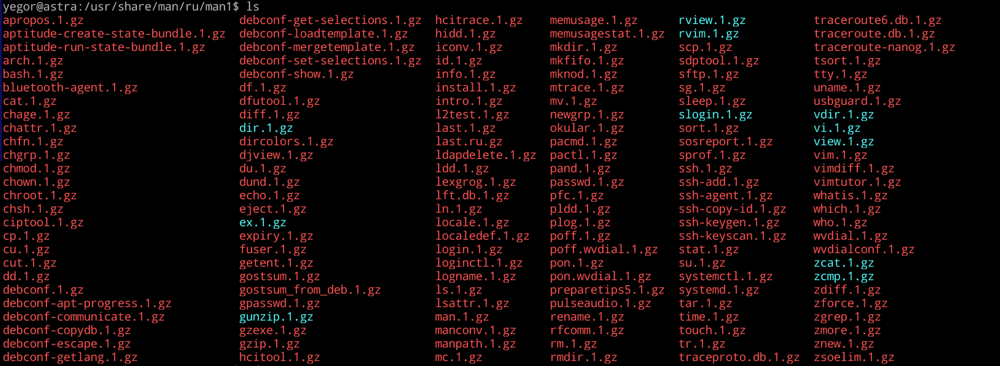 yegor@astra:/usr/share/man/ru/man1$ ls
apropos.1.gz debconf-get-selections.1.gz hcitrace.1.gz memusage.1.gz rview.1.gz traceroute6.db.1.gz
aptitude-create-state-bundle.1.gz debconf-loadtemplate.1.gz hidd.1.gz memusagestat.1.gz rvim.1.gz traceroute.db.1.gz
aptitude-run-state-bundle.1.gz debconf-mergetemplate.1.gz iconv.1.gz mkdir.1.gz scp.1.gz traceroute-nanog.1.gz
arch.1.gz debconf-set-selections.1.gz id.1.gz mkfifo.1.gz sdptool.1.gz tsort.1.gz
bash.1.gz debconf-show.1.gz info.1.gz mknod.1.gz sftp.1.gz tty.1.gz
bluetooth-agent.1.gz df.1.gz install.1.gz mtrace.1.gz sg.1.gz uname.1.gz
cat.1.gz dfutool.1.gz intro.1.gz mv.1.gz sleep.1.gz usbguard.1.gz
chage.1.gz diff.1.gz l2test.1.gz newgrp.1.gz slogin.1.gz vdir.1.gz
chattr.1.gz dir.1.gz last.1.gz okular.1.gz sort.1.gz vi.1.gz
chfn.1.gz dircolors.1.gz last.ru.gz pacmd.1.gz sosreport.1.gz view.1.gz
chgrp.1.gz djview.1.gz ldapdelete.1.gz pactl.1.gz sprof.1.gz vim.1.gz
chmod.1.gz du.1.gz ldd.1.gz pand.1.gz ssh.1.gz vimdiff.1.gz
chown.1.gz dund.1.gz lexgrog.1.gz passwd.1.gz ssh-add.1.gz vimtutor.1.gz
chroot.1.gz echo.1.gz lft.db.1.gz pfc.1.gz ssh-agent.1.gz whatis.1.gz
chsh.1.gz eject.1.gz ln.1.gz pldd.1.gz ssh-copy-id.1.gz which.1.gz
ciptool.1.gz ex.1.gz locale.1.gz plog.1.gz ssh-keygen.1.gz who.1.gz
cp.1.gz expiry.1.gz localedef.1.gz poff.1.gz ssh-keyscan.1.gz wvdial.1.gz
cu.1.gz fuser.1.gz login.1.gz poff.wvdial.1.gz stat.1.gz wvdialconf.1.gz
cut.1.gz getent.1.gz loginctl.1.gz pon.1.gz su.1.gz zcat.1.gz
dd.1.gz gostsum.1.gz logname.1.gz pon.wvdial.1.gz systemctl.1.gz zcmp.1.gz
debconf.1.gz gostsum_from_deb.1.gz ls.1.gz preparetips5.1.gz systemd.1.gz zdiff.1.gz
debconf-apt-progress.1.gz gpasswd.1.gz lsattr.1.gz pulseaudio.1.gz tar.1.gz zforce.1.gz
debconf-communicate.1.gz gunzip.1.gz man.1.gz rename.1.gz time.1.gz zgrep.1.gz
debconf-copydb.1.gz gzexe.1.gz manconv.1.gz rfcomm.1.gz touch.1.gz zmore.1.gz
debconf-escape.1.gz gzip.1.gz manpath.1.gz rm.1.gz tr.1.gz znew.1.gz
debconf-getlang.1.gz hcitool.1.gz mc.1.gz rmdir.1.gz traceproto.db.1.gz zsoelim.1.gz